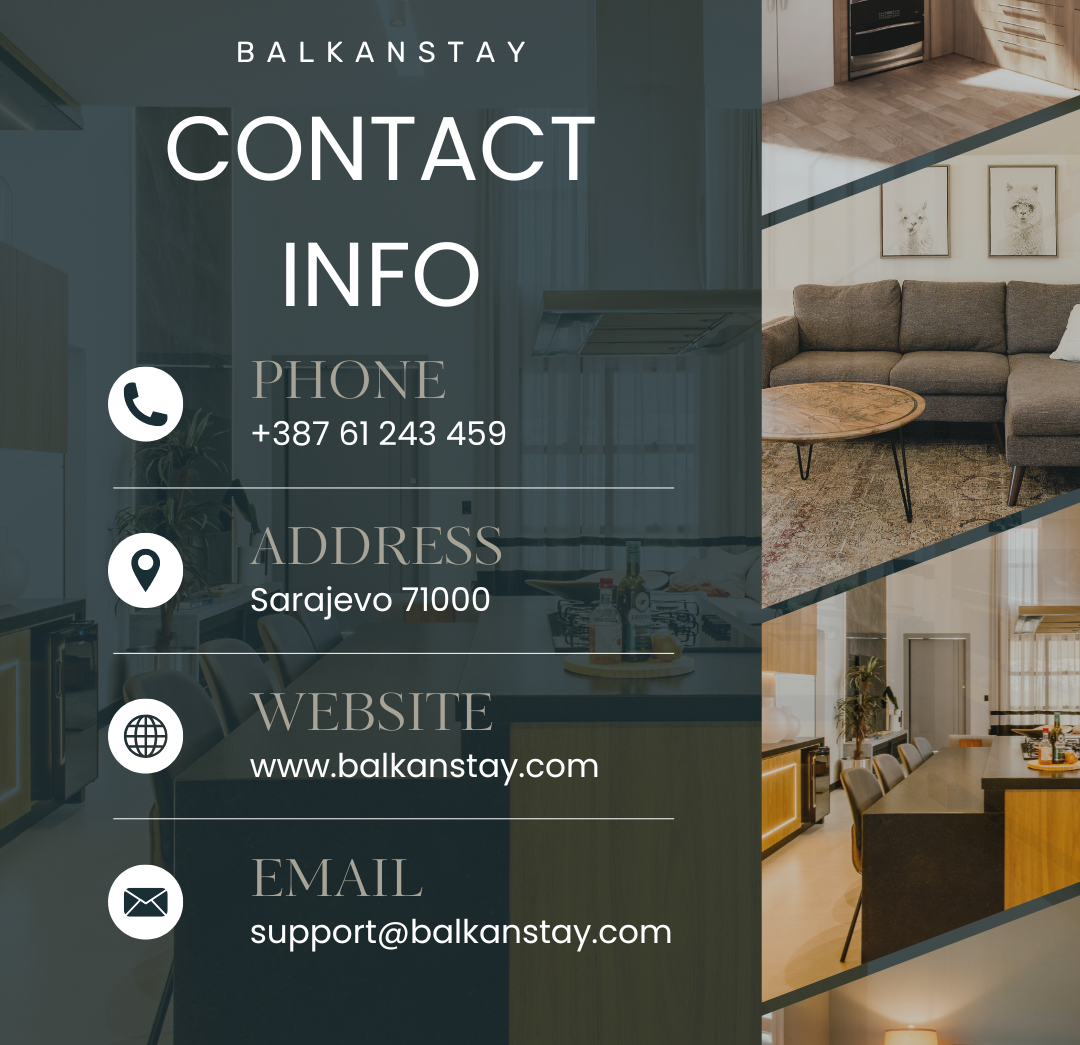 BALKANSTAY
CONTACT
INFO
PHONE
+387 61 243 459
ADDRESS
Sarajevo 71000
WEBSITE
www.balkanstay.com
EMAIL
support@balkanstay.com